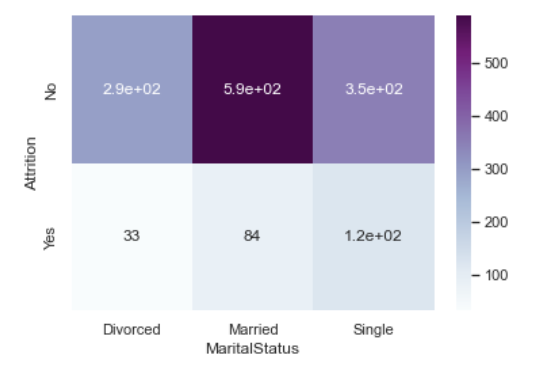 500
No
2.9e+02 5.9e+02 3.5e+02
400
300
Attrition
200
Yes
33 84 1.2e+02
100
Divorced Married Single
MaritalStatus